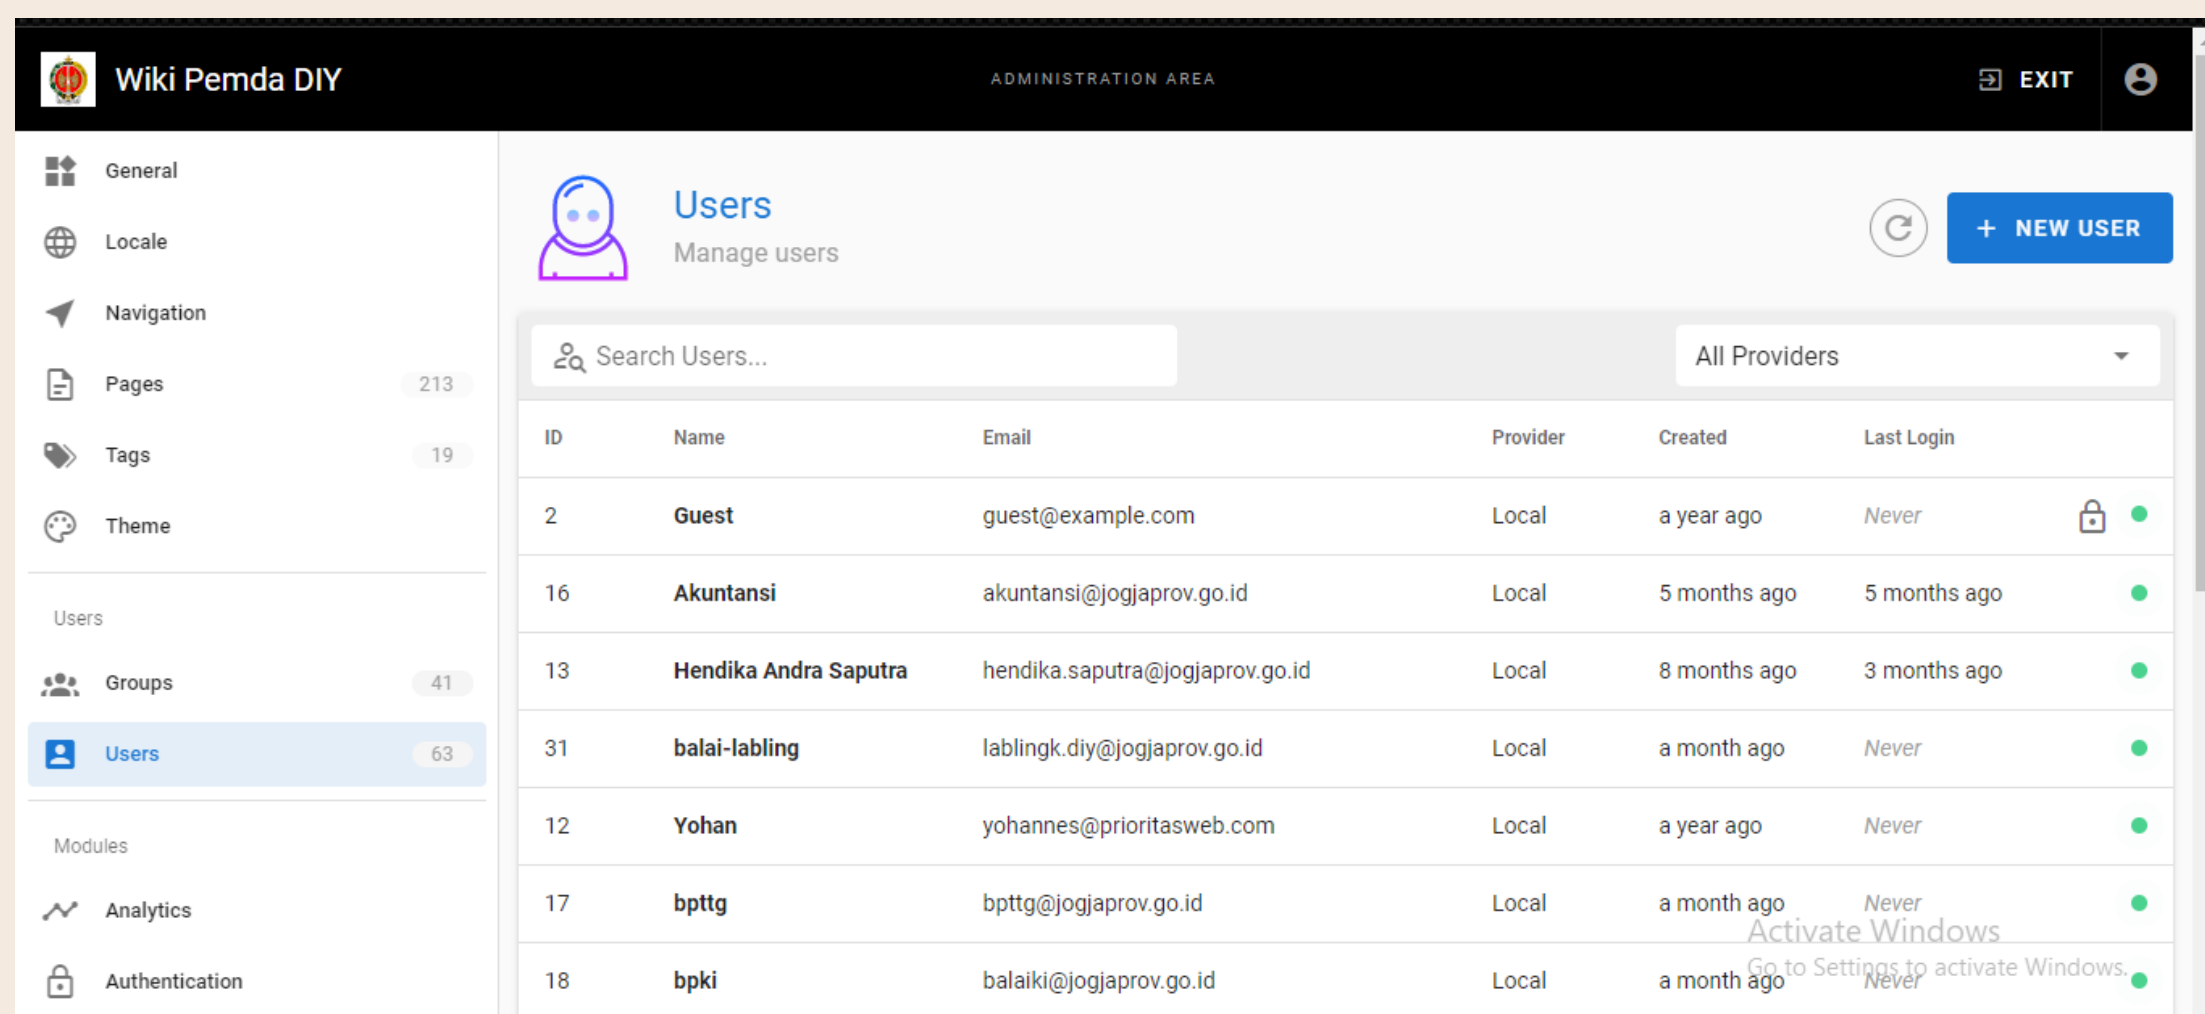 Wiki Pemda DIY
ADMINISTRATION AREA
EXIT
General
Locale
Navigation
Pages 213
Tags 19
Theme
Users
Groups 41
Users 63
Modules
Analytics
Authentication
Users
Manage users
+ NEW USER
Search Users...
All Providers
ID Name Email Provider Created Last Login
2 Guest guest@example.com Local a year ago Never
16 Akuntansi akuntansi@jogjaprov.go.id Local 5 months ago 5 months ago
13 Hendika Andra Saputra hendika.saputra@jogjaprov.go.id Local 8 months ago 3 months ago
31 balai-labling lablingk.diy@jogjaprov.go.id Local a month ago Never
12 Yohan yohannes@prioritasweb.com Local a year ago Never
17 bpttg bpttg@jogjaprov.go.id Local a month ago Never
18 bpki balaiki@jogjaprov.go.id Local a month ago Never
Activate Windows
Go to Settings to activate Windows.